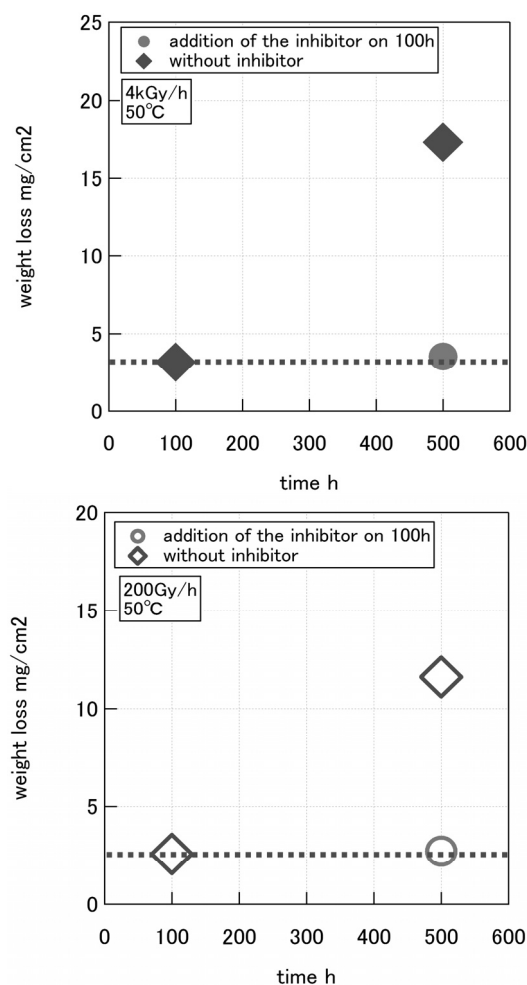 25
addition of the inhibitor on 100h
without inhibitor
4kGy/h
50℃
20
15
10
5
0
weight loss mg/cm2
0 100 200 300 400 500 600
time h
20
addition of the inhibitor on 100h
without inhibitor
200Gy/h
50℃
15
10
5
0
weight loss mg/cm2
0 100 200 300 400 500 600
time h